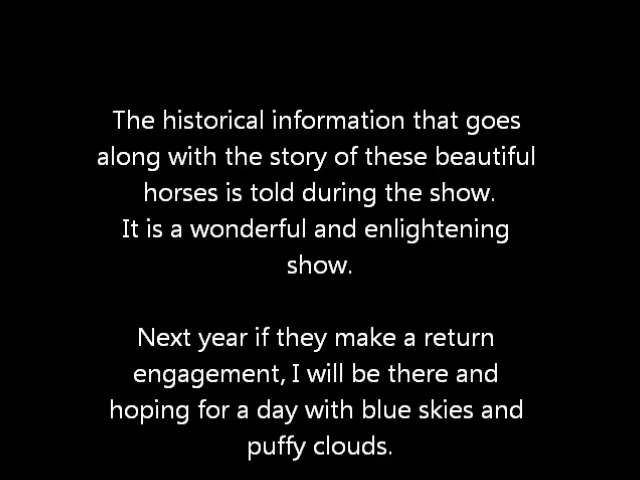 The historical information that goes
along with the story of these beautiful
horses is told during the show.
It is a wonderful and enlightening
show.
Next year if they make a return
engagement, I will be there and
hoping for a day with blue skies and
puffy clouds.